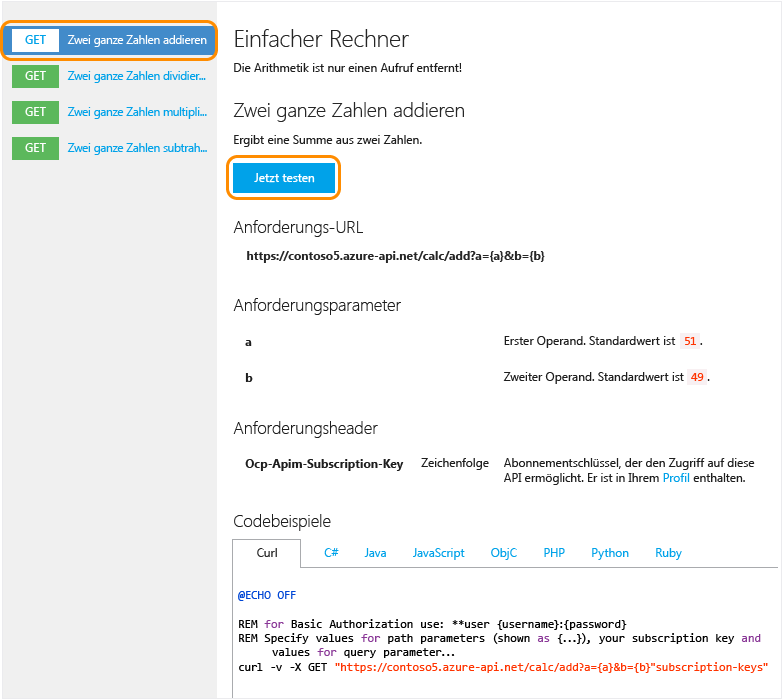 GET Zwei ganze Zahlen addieren
GET Zwei ganze Zahlen dividier...
GET Zwei ganze Zahlen multipli...
GET Zwei ganze Zahlen subtrah...
Einfacher Rechner
Die Arithmetik ist nur einen Aufruf entfernt!
Zwei ganze Zahlen addieren
Ergibt eine Summe aus zwei Zahlen.
Jetzt testen
Anforderungs-URL
https://contoso5.azure-api.net/calc/add?a={a}&b={b}
Anforderungsparameter
a Erster Operand. Standardwert ist 51 .
b Zweiter Operand. Standardwert ist 49 .
Anforderungsheader
Ocp-Apim-Subscription-Key Zeichenfolge Abonnementschlüssel, der den Zugriff auf diese
API ermöglicht. Er ist in Ihrem Profil enthalten.
Codebeispiele
Curl C# Java JavaScript ObjC PHP Python Ruby
@ECHO OFF
REM for Basic Authorization use: **user {username}:{password}
REM Specify values for path parameters (shown as {...}), your subscription key and
values for query parameter...
curl -v -X GET "https://contoso5.azure-api.net/calc/add?a={a}&b={b}"subscription-keys"